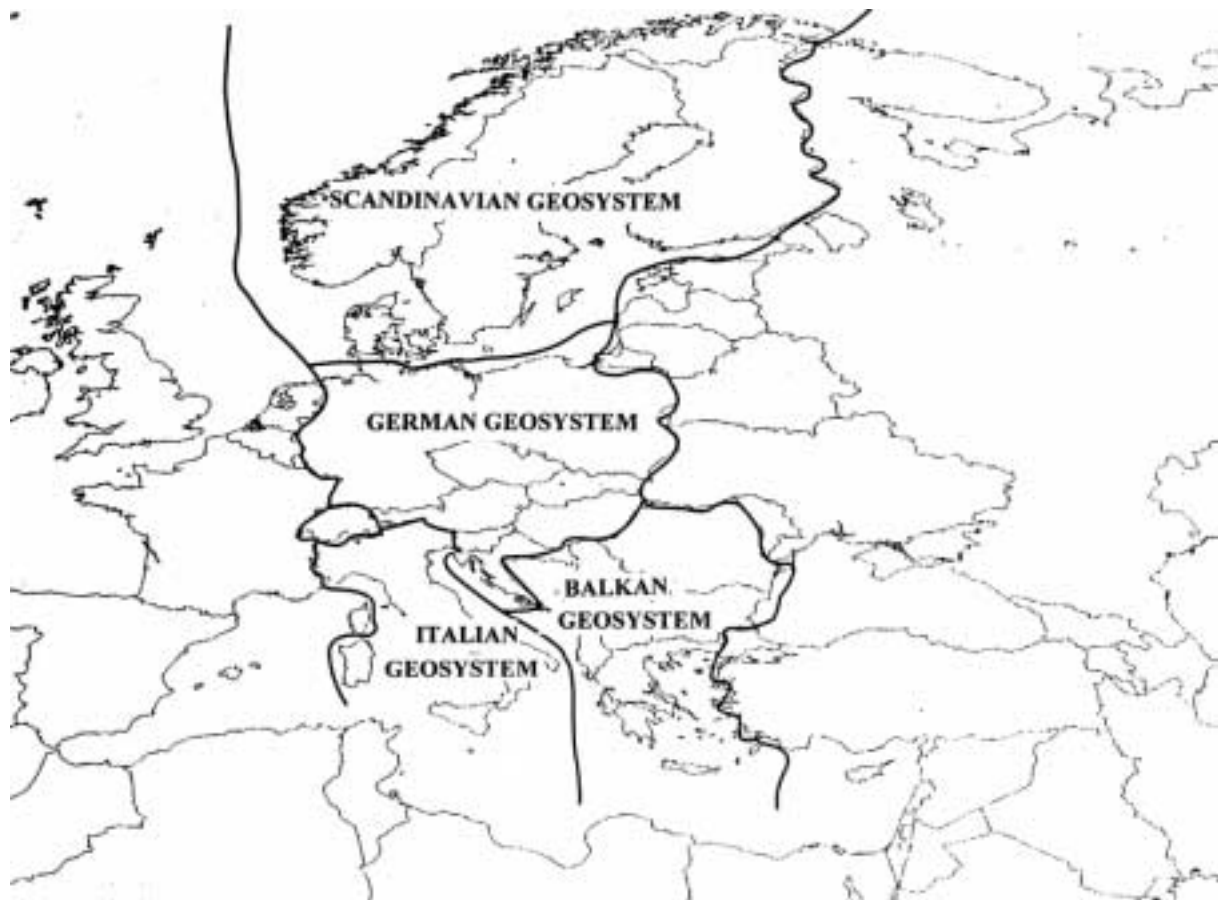 SCANDINAVIAN GEOSYSTEM
GERMAN GEOSYSTEM
BALKAN
GEOSYSTEM
ITALIAN
GEOSYSTEM